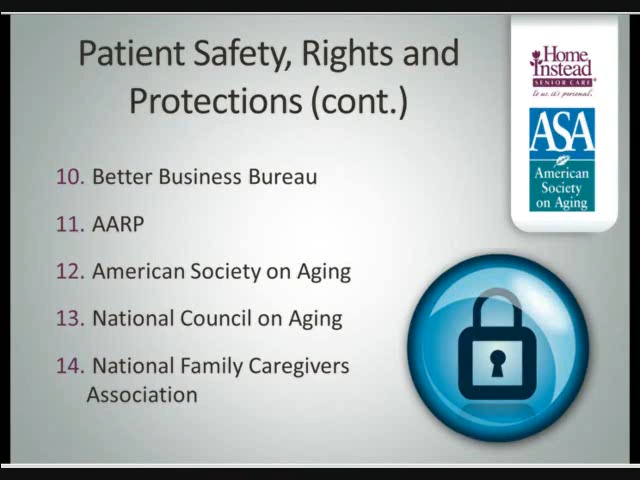 Patient Safety, Rights and
Protections (cont.)
Home
Instead
SENIOR CARE®
to us, it's personal.
ASA
American
Society
on Aging
10. Better Business Bureau
11. AARP
12. American Society on Aging
13. National Council on Aging
14. National Family Caregivers
Association